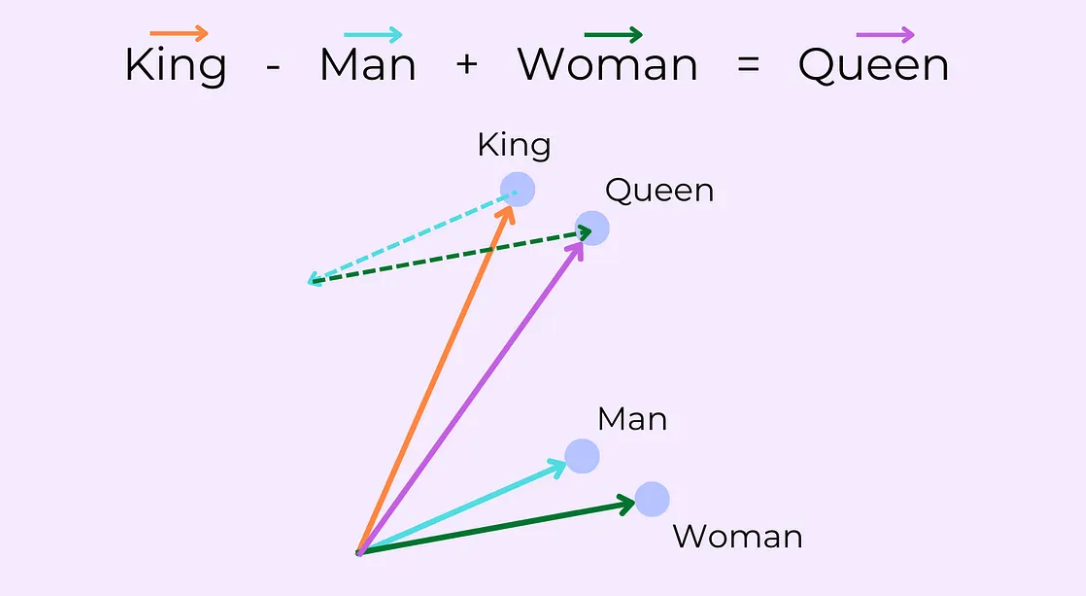 King - Man + Woman = Queen
King
Queen
Man
Woman